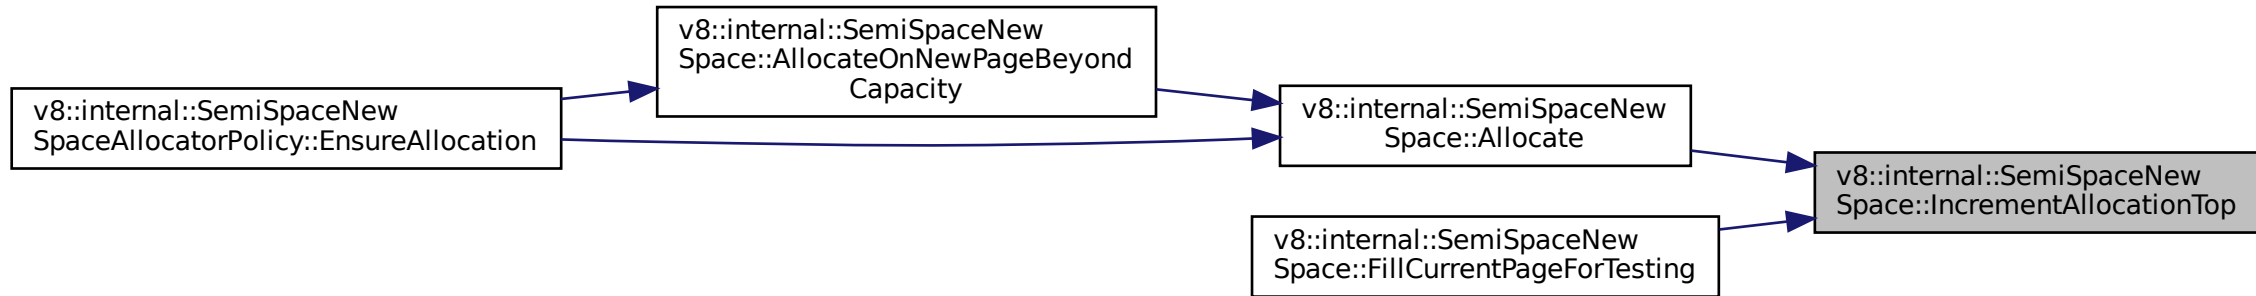 v8::internal::SemiSpaceNew
SpaceAllocatorPolicy::EnsureAllocation
v8::internal::SemiSpaceNew
Space::AllocateOnNewPageBeyond
Capacity
v8::internal::SemiSpaceNew
Space::Allocate
v8::internal::SemiSpaceNew
Space::FillCurrentPageForTesting
v8::internal::SemiSpaceNew
Space::IncrementAllocationTop